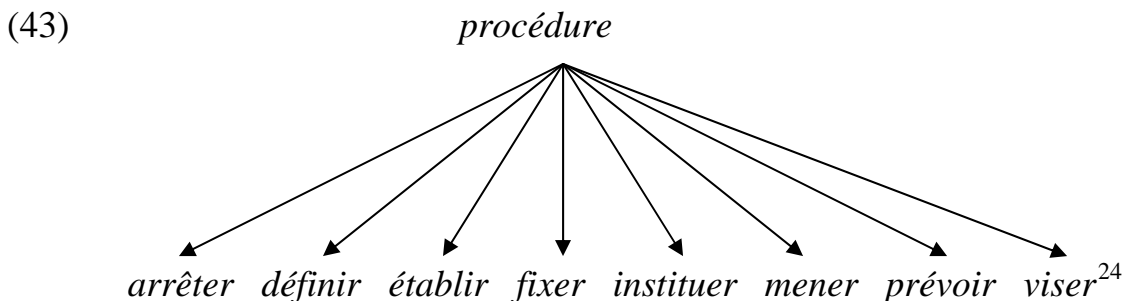 (43) procédure
arrêter définir établir fixer instituer mener prévoir viser24